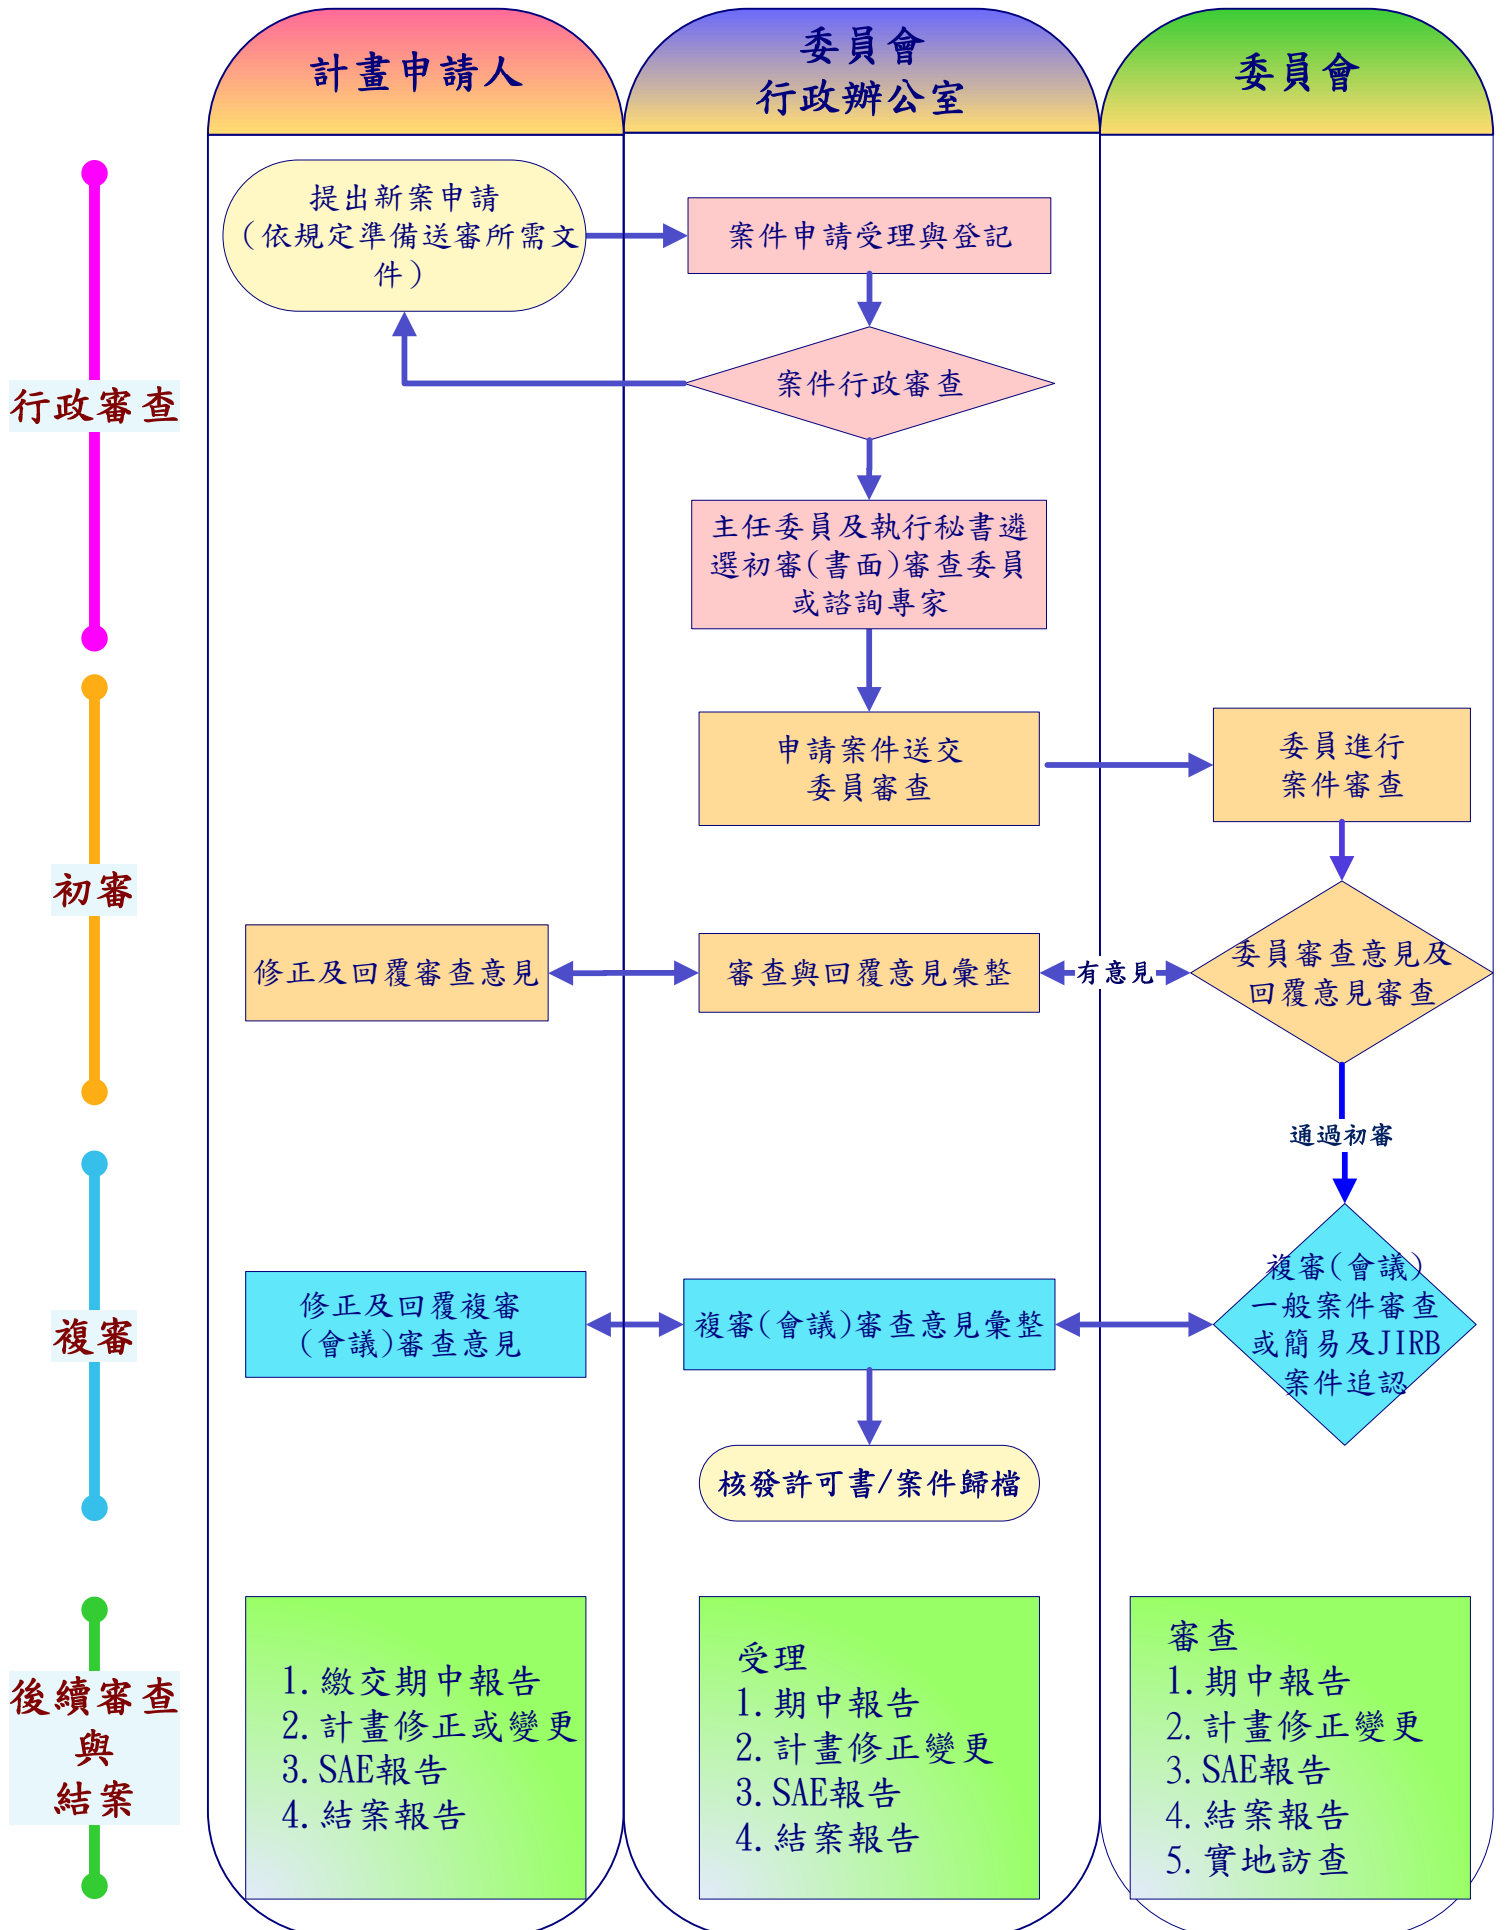 計畫申請人
委員會
行政辦公室
委員會
行政審查
提出新案申請
（依規定準備送審所需文
件）
案件申請受理與登記
案件行政審查
主任委員及執行秘書遴
選初審(書面)審查委員
或諮詢專家
初審
申請案件送交
委員審查
委員進行
案件審查
修正及回覆審查意見
審查與回覆意見彙整
有意見
委員審查意見及
回覆意見審查
通過初審
複審
修正及回覆複審
(會議)審查意見
複審(會議)審查意見彙整
複審(會議)
一般案件審查
或簡易及JIRB
案件追認
核發許可書/案件歸檔
後續審查
與
結案
1.繳交期中報告
2.計畫修正或變更
3.SAE報告
4.結案報告
受理
1.期中報告
2.計畫修正變更
3.SAE報告
4.結案報告
審查
1.期中報告
2.計畫修正變更
3.SAE報告
4.結案報告
5.實地訪查